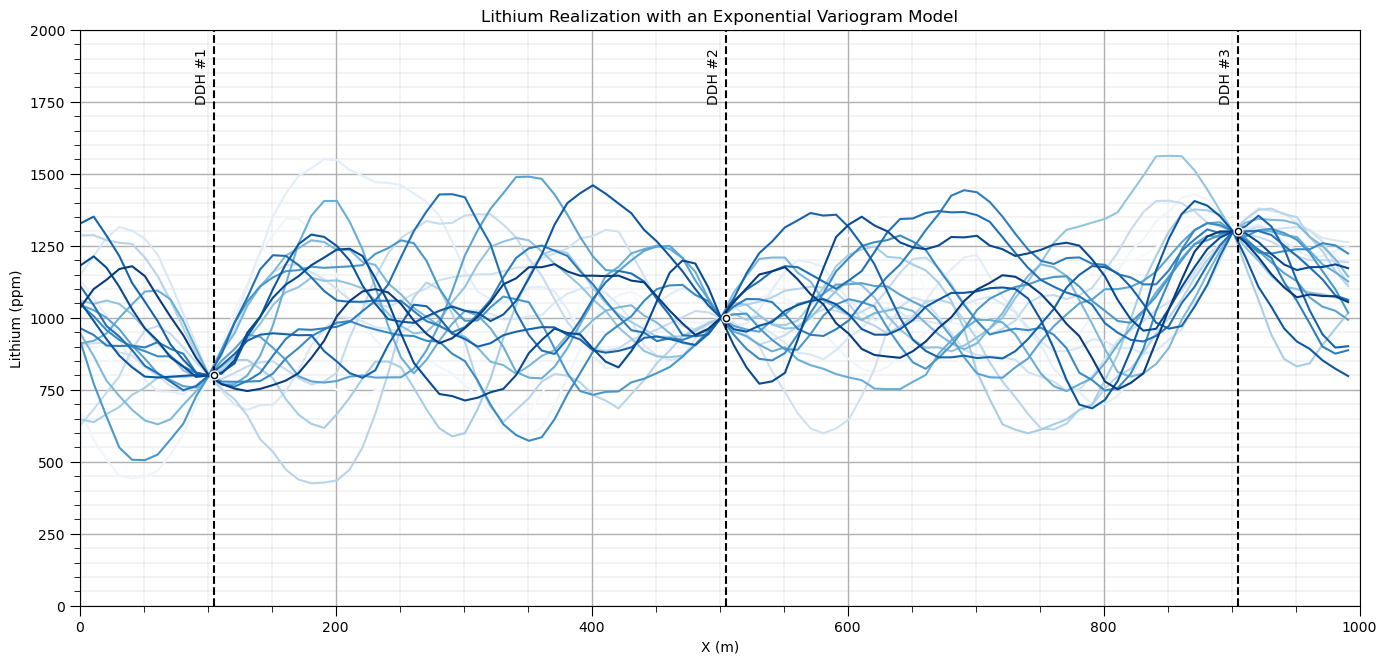 Lithium Realization with an Exponential Variogram Model
2000
1750
1500
1250
1000
750
500
250
0
Lithium (ppm)
DDH #1
DDH #2
DDH #3
0
200
400
600
800
1000
X (m)